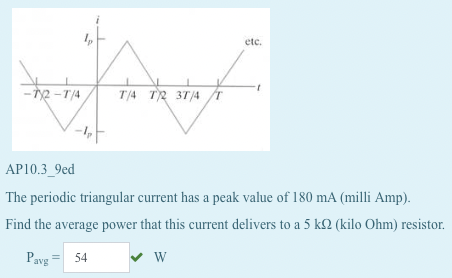 i
I_p
etc.
-T/2 -T/4 T/4 T/2 3T/4 T t
-I_p
AP10.3_9ed
The periodic triangular current has a peak value of 180 mA (milli Amp).
Find the average power that this current delivers to a 5 kΩ (kilo Ohm) resistor.
P_avg = 54 ✔ W